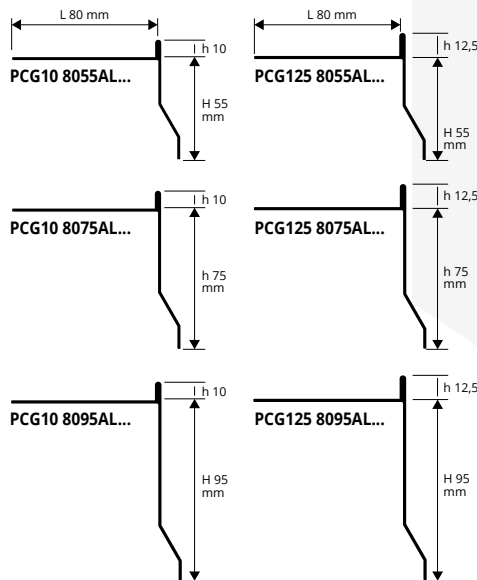 L 80 mm
h 10
PCG10 8055AL...
H 55
mm
L 80 mm
h 12,5
PCG125 8055AL...
H 55
mm
h 10
PCG10 8075AL...
h 75
mm
h 12,5
PCG125 8075AL...
h 75
mm
h 10
PCG10 8095AL...
H 95
mm
h 12,5
PCG125 8095AL...
H 95
mm